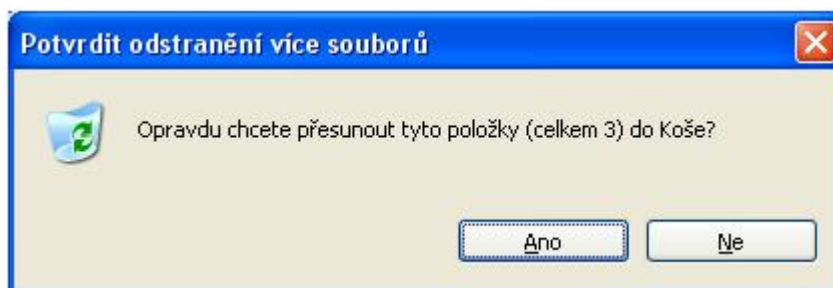 Potvrdit odstranění více souborů
Opravdu chcete přesunout tyto položky (celkem 3) do Koše?
Ano
Ne